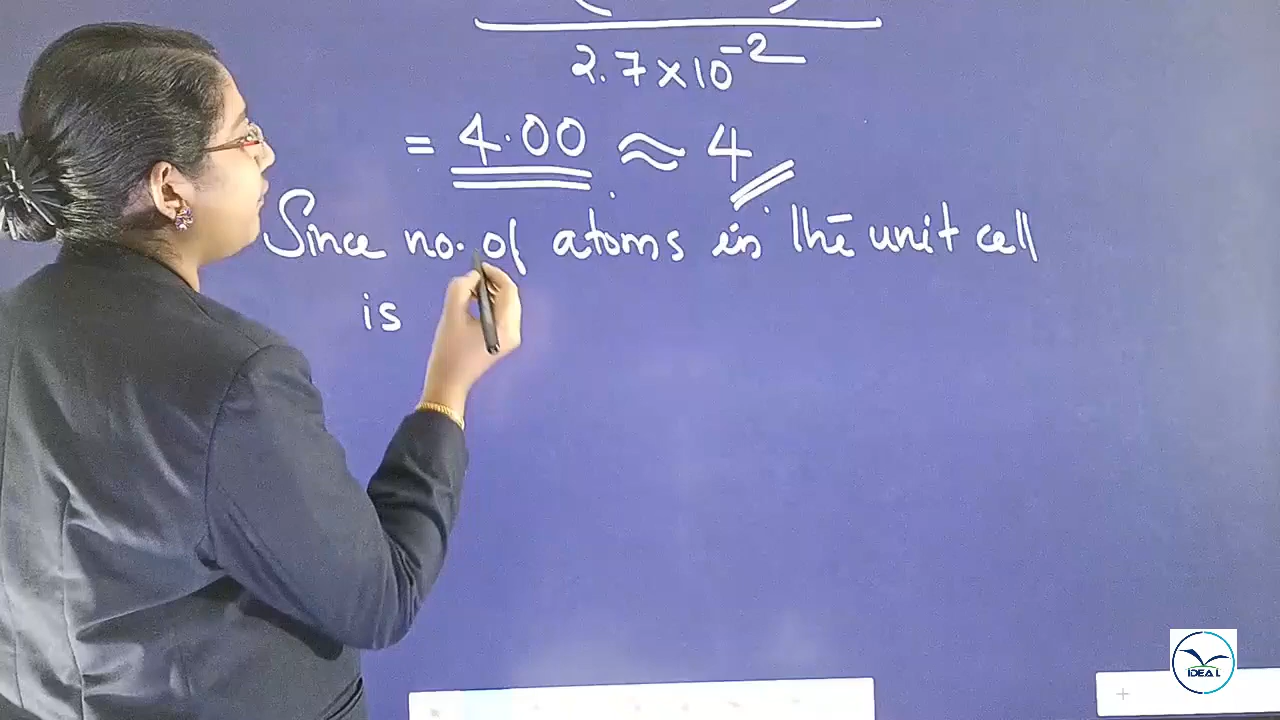 2.7×10⁻²
= 4.00 ≈ 4
Since no. of atoms in the unit cell
is
IDEAL